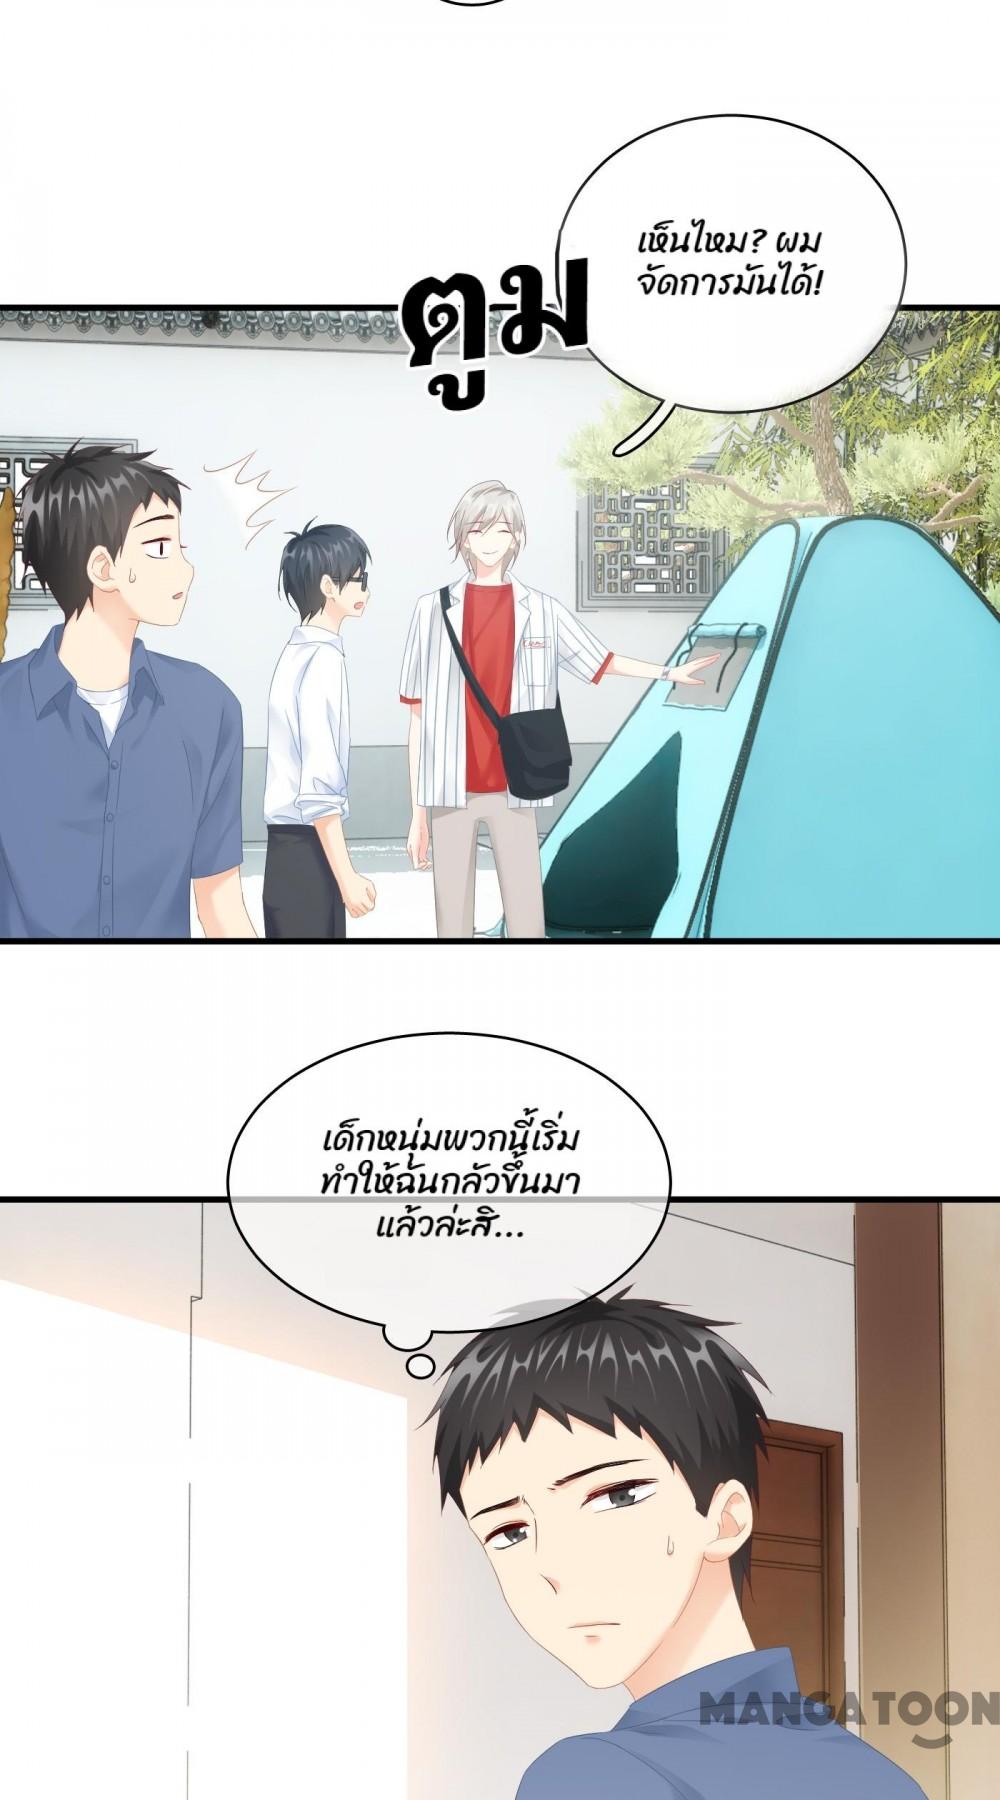 เห็นไหม? ผม
จัดการมันได้!
ตูม
เด็กหนุ่มพวกนี้เริ่ม
ทำให้ฉันกลัวขึ้นมา
แล้วล่ะสิ...
MANGATOON